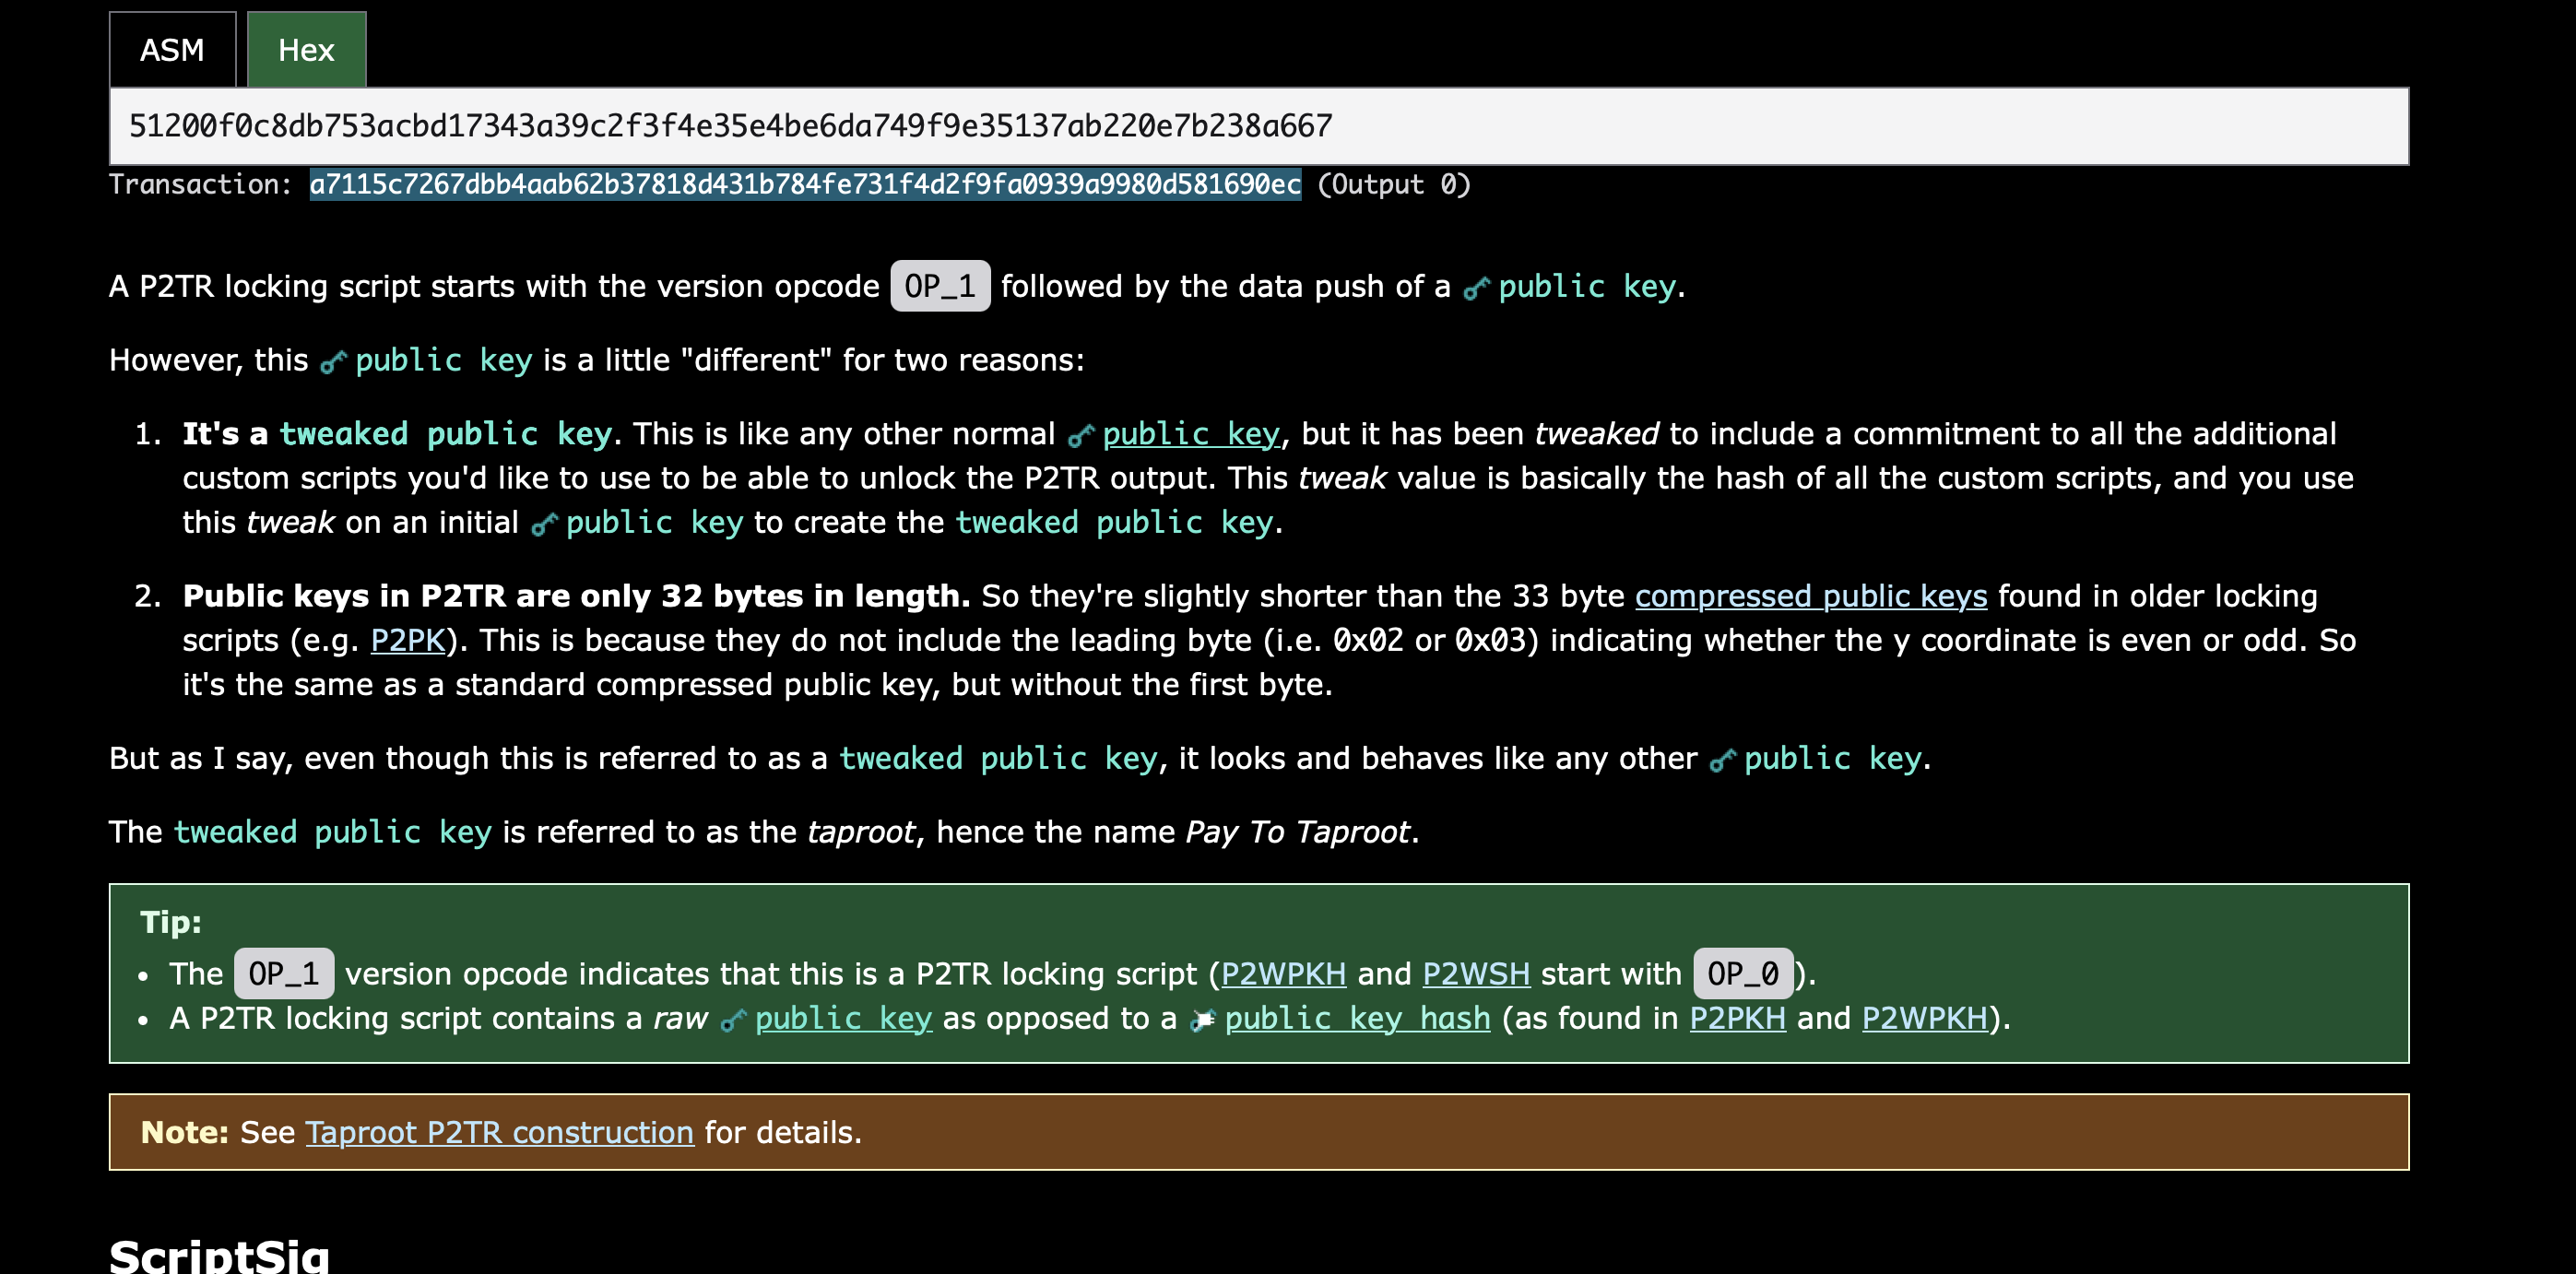 ASM Hex
51200f0c8db753acbd17343a39c2f3f4e35e4be6da749f9e35137ab220e7b238a667
Transaction: a7115c7267dbb4aab62b37818d431b784fe731f4d2f9fa0939a9980d581690ec (Output 0)
A P2TR locking script starts with the version opcode OP_1 followed by the data push of a public key.
However, this public key is a little "different" for two reasons:
1. It's a tweaked public key. This is like any other normal public key, but it has been tweaked to include a commitment to all the additional
custom scripts you'd like to use to be able to unlock the P2TR output. This tweak value is basically the hash of all the custom scripts, and you use
this tweak on an initial public key to create the tweaked public key.
2. Public keys in P2TR are only 32 bytes in length. So they're slightly shorter than the 33 byte compressed public keys found in older locking
scripts (e.g. P2PK). This is because they do not include the leading byte (i.e. 0x02 or 0x03) indicating whether the y coordinate is even or odd. So
it's the same as a standard compressed public key, but without the first byte.
But as I say, even though this is referred to as a tweaked public key, it looks and behaves like any other public key.
The tweaked public key is referred to as the taproot, hence the name Pay To Taproot.
Tip:
• The OP_1 version opcode indicates that this is a P2TR locking script (P2WPKH and P2WSH start with OP_0).
• A P2TR locking script contains a raw public key as opposed to a public key hash (as found in P2PKH and P2WPKH).
Note: See Taproot P2TR construction for details.
ScriptSig